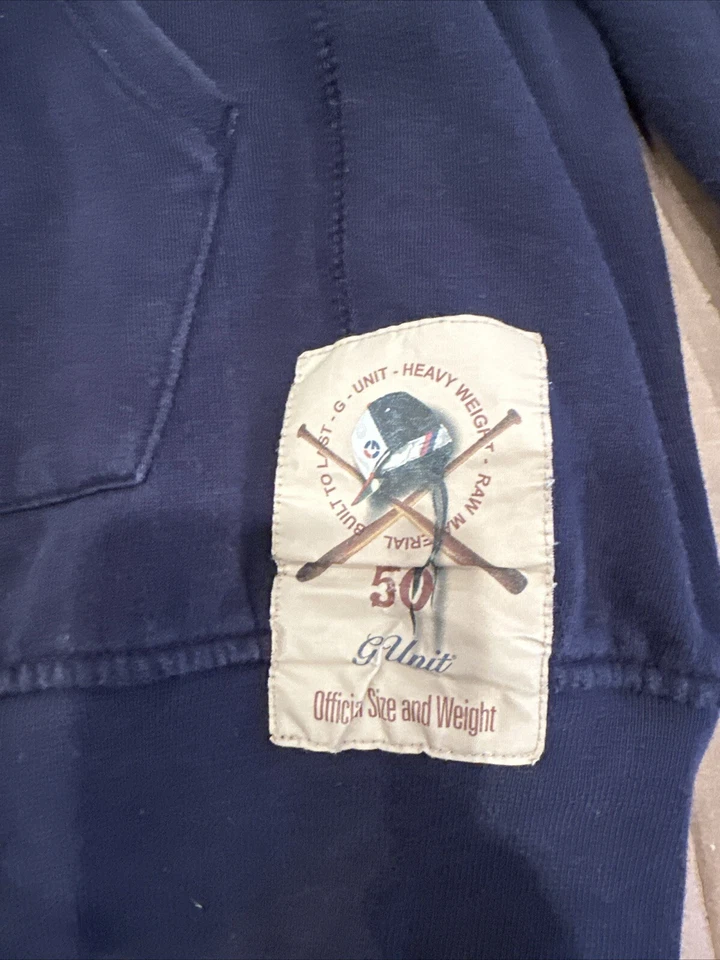 BUILT TO LAST - G - UNIT - HEAVY WEIGHT - RAW MATERIAL
50
G Unit
Official Size and Weight